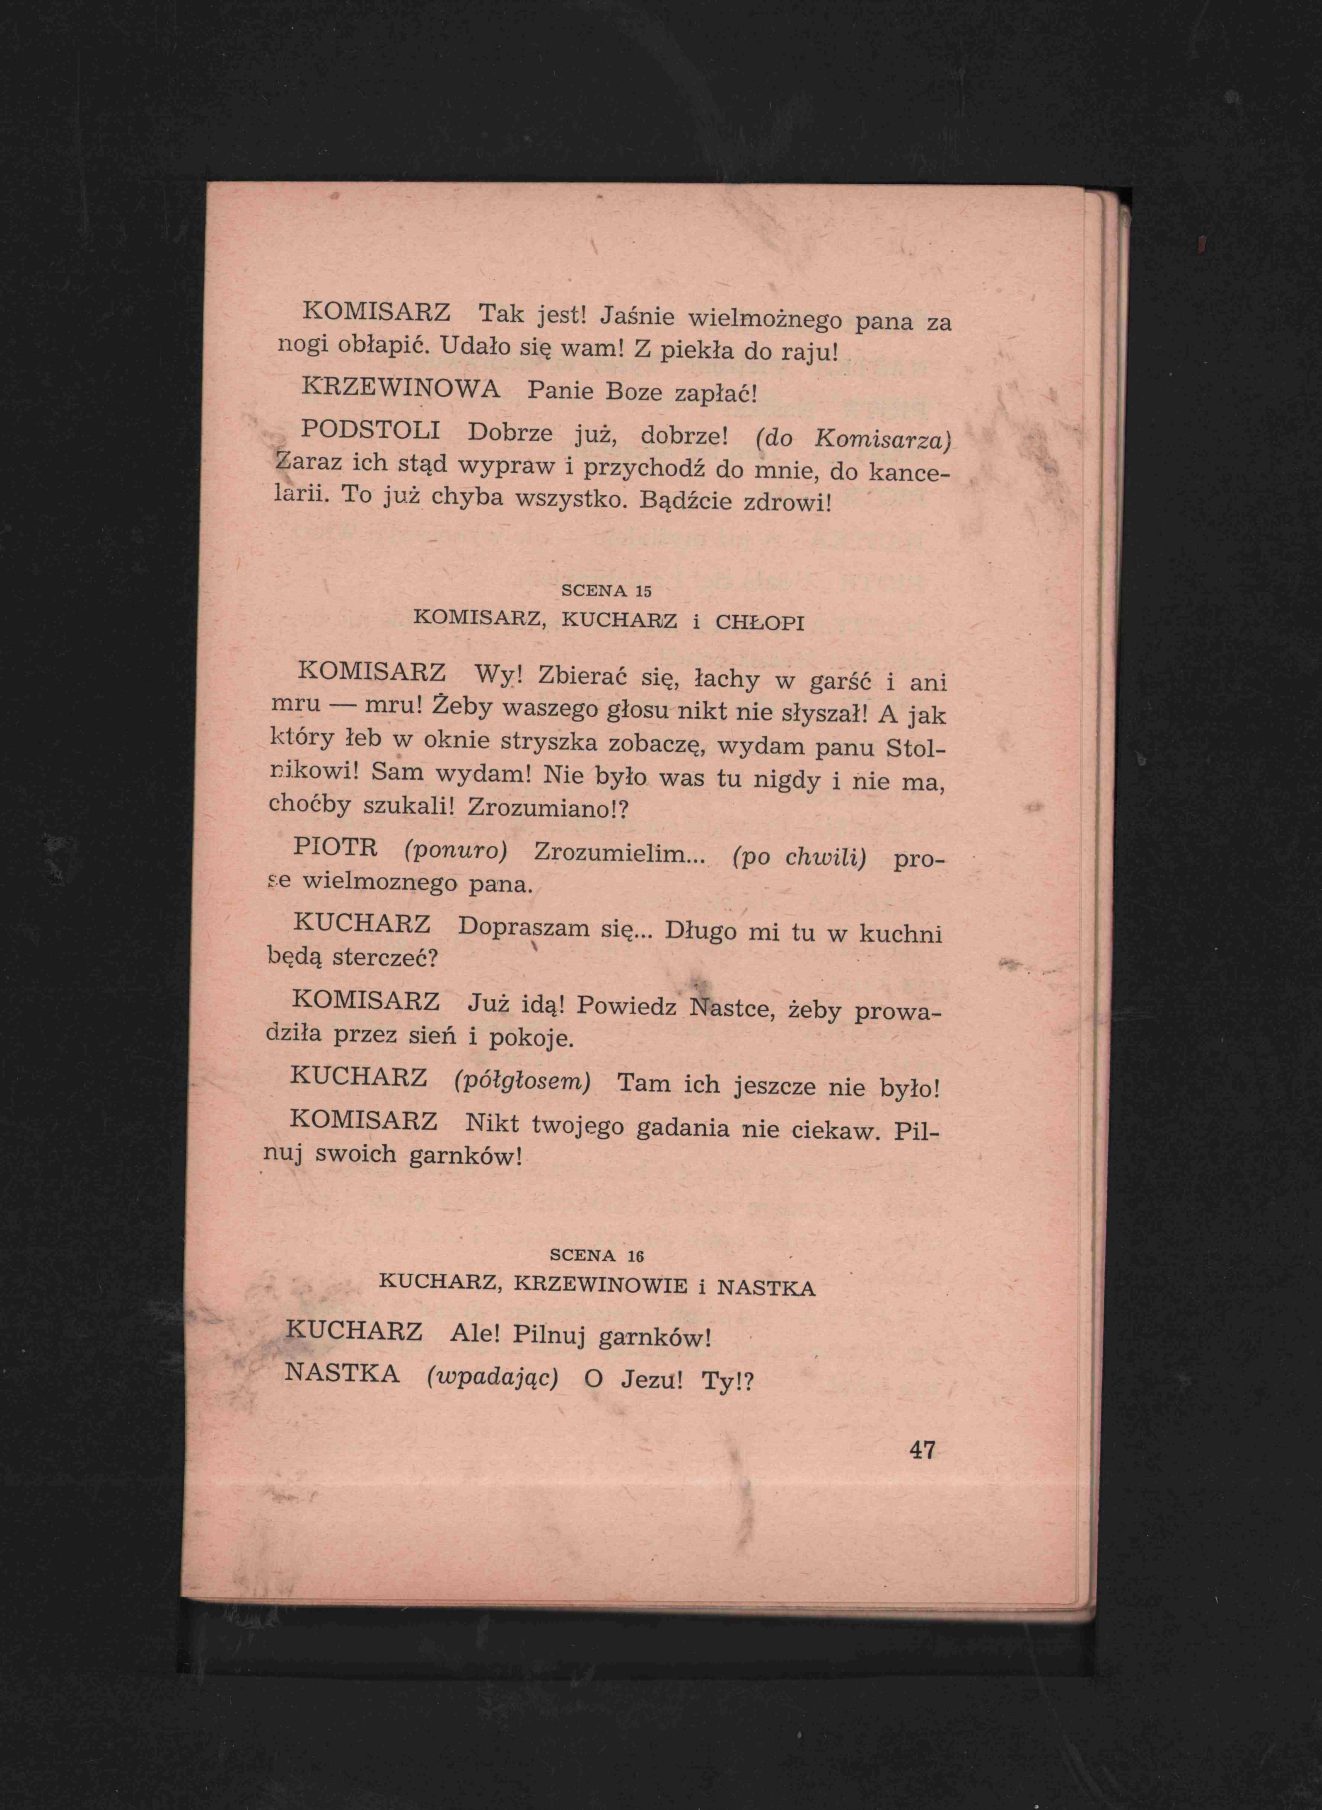 KOMISARZ Tak jest! Jaśnie wielmożnego pana za
nogi obłapić. Udało się wam! Z piekła do raju!
KRZEWINOWA Panie Boze zapłać!
PODSTOLI Dobrze już, dobrze! (do Komisarza)
Zaraz ich stąd wypraw i przychodź do mnie, do kance-
larii. To już chyba wszystko. Bądźcie zdrowi!
SCENA 15
KOMISARZ, KUCHARZ i CHŁOPI
KOMISARZ Wy! Zbierać się, łachy w garść i ani
mru — mru! Żeby waszego głosu nikt nie słyszał! A jak
który łeb w oknie stryszka zobaczę, wydam panu Stol-
nikowi! Sam wydam! Nie było was tu nigdy i nie ma,
choćby szukali! Zrozumiano!?
PIOTR (ponuro) Zrozumielim... (po chwili) pro-
se wielmoznego pana.
KUCHARZ Dopraszam się... Długo mi tu w kuchni
będą sterczeć?
KOMISARZ Już idą! Powiedz Nastce, żeby prowa-
dziła przez sień i pokoje.
KUCHARZ (półgłosem) Tam ich jeszcze nie było!
KOMISARZ Nikt twojego gadania nie ciekaw. Pil-
nuj swoich garnków!
SCENA 16
KUCHARZ, KRZEWINOWIE i NASTKA
KUCHARZ Ale! Pilnuj garnków!
NASTKA (wpadając) O Jezu! Ty!?
47